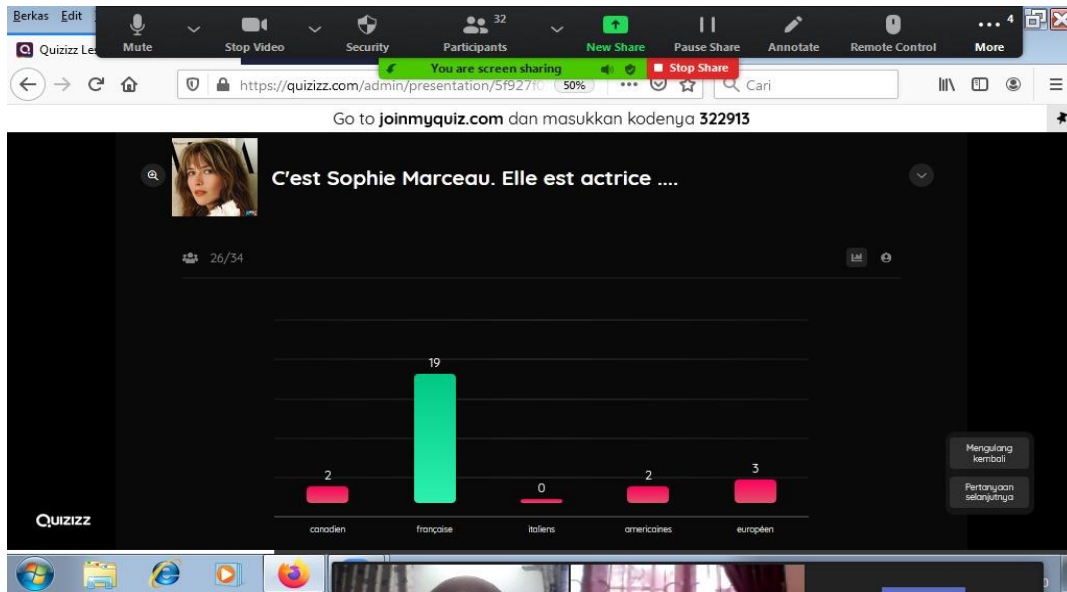 Berkas Edit
Mute
Stop Video
Security
32
Participants
New Share
Pause Share
Annotate
Remote Control
4
More
Quizizz Les
You are screen sharing
Stop Share
https://quizizz.com/admin/presentation/5f927f0
50%
Cari
Go to joinmyquiz.com dan masukkan kodenya 322913
C'est Sophie Marceau. Elle est actrice ....
26/34
2
19
0
2
3
canadien
française
italiens
americaines
européen
Mengulang
kembali
Pertanyaan
selanjutnya
Quizizz